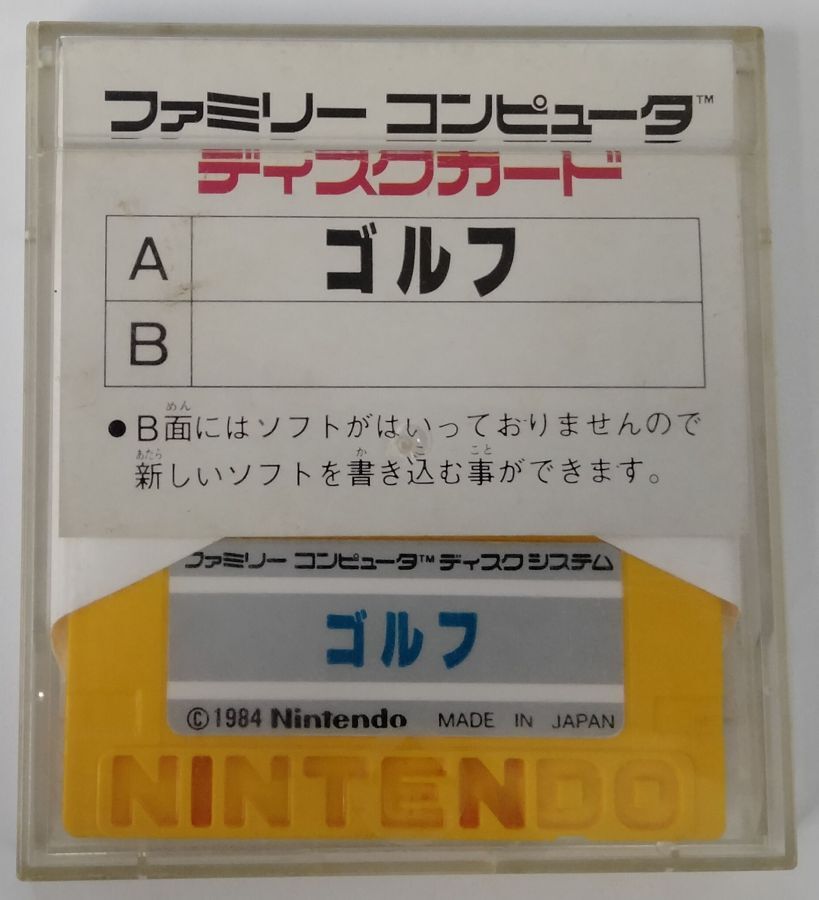 ファミリー コンピュータ™
ディスクカード
A ゴルフ
B
●B面にはソフトがはいっておりませんので
新しいソフトを書き込む事ができます。
ファミリー コンピュータ™ ディスクシステム
ゴルフ
©1984 Nintendo MADE IN JAPAN
NINTENDO